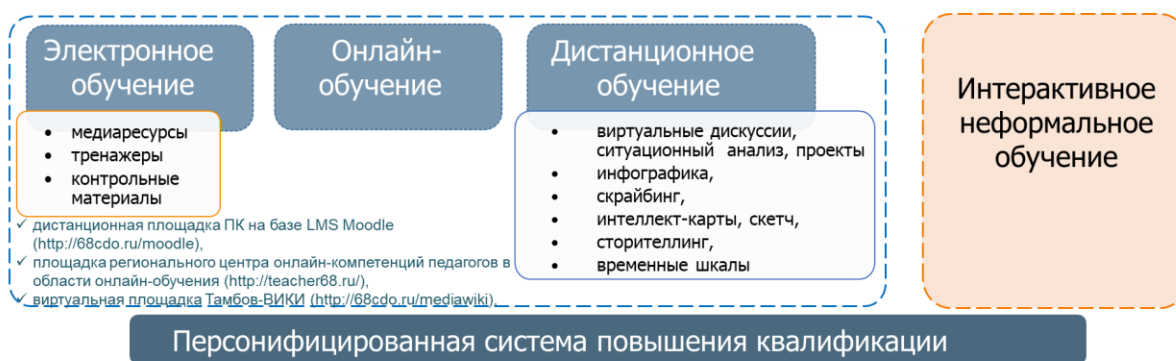 Электронное
обучение
медиаресурсы
тренажеры
контрольные
материалы
Онлайн-
обучение
Дистанционное
обучение
виртуальные дискуссии,
ситуационный анализ, проекты
инфографика,
скрайбинг,
интеллект-карты, скетч,
сторителлинг,
временные шкалы
дистанционная площадка ПК на базе LMS Moodle
(http://68cdo.ru/moodle),
площадка регионального центра онлайн-компетенций педагогов в
области онлайн-обучения (http://teacher68.ru/),
виртуальная площадка Тамбов-ВИКИ (http://68cdo.ru/mediawiki),
Интерактивное
неформальное
обучение
Персонифицированная система повышения квалификации